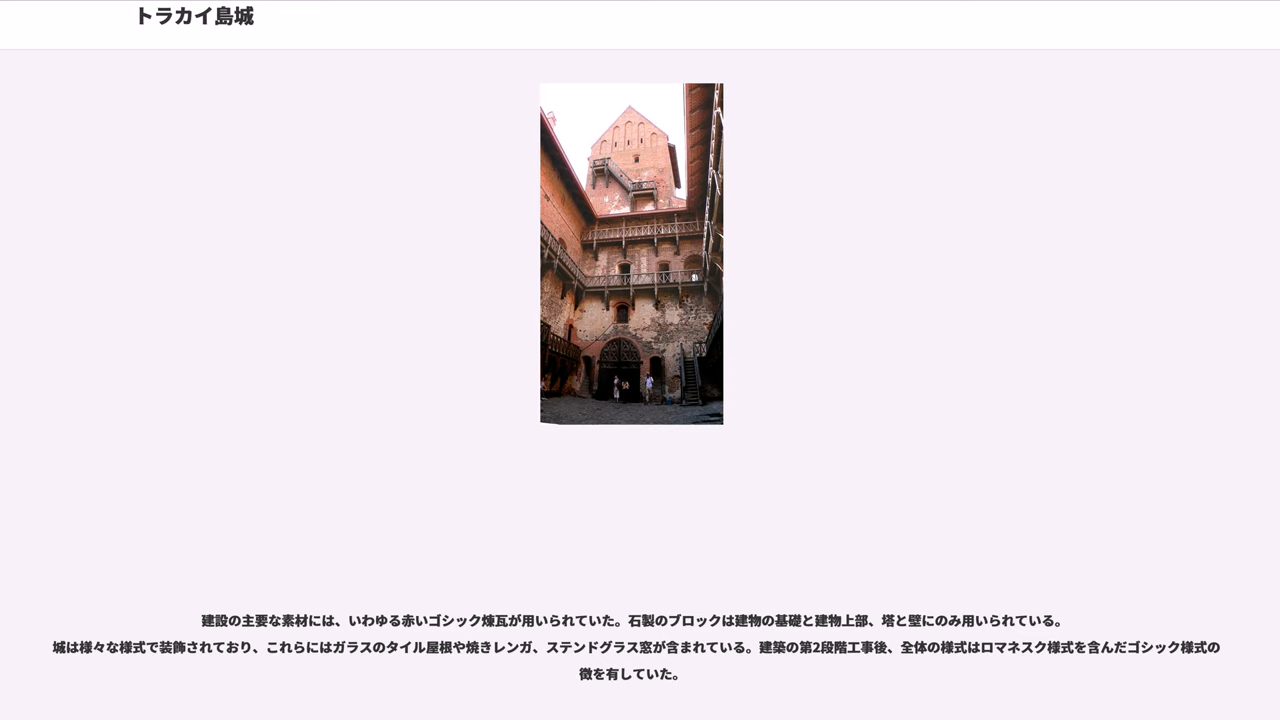 トラカイ島城
建設の主要な素材には、いわゆる赤いゴシック煉瓦が用いられていた。石製のブロックは建物の基礎と建物上部、塔と壁にのみ用いられている。
城は様々な様式で装飾されており、これらにはガラスのタイル屋根や焼きレンガ、ステンドグラス窓が含まれている。建築の第2段階工事後、全体の様式はロマネスク様式を含んだゴシック様式の
徴を有していた。